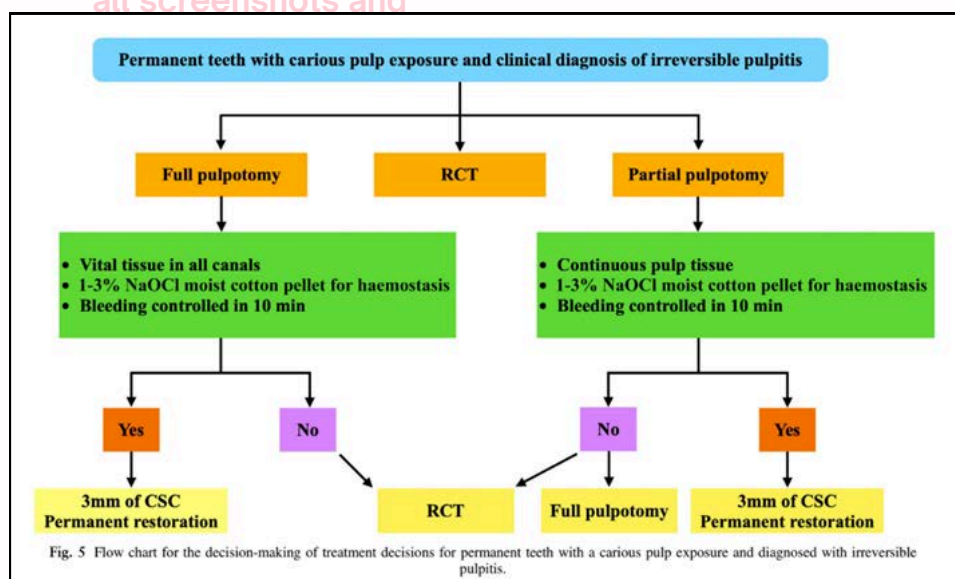 all screenshots and
Permanent teeth with carious pulp exposure and clinical diagnosis of irreversible pulpitis
Full pulpotomy
RCT
Partial pulpotomy
• Vital tissue in all canals
• 1-3% NaOCl moist cotton pellet for haemostasis
• Bleeding controlled in 10 min
• Continuous pulp tissue
• 1-3% NaOCl moist cotton pellet for haemostasis
• Bleeding controlled in 10 min
Yes
No
No
Yes
3mm of CSC
Permanent restoration
RCT
Full pulpotomy
3mm of CSC
Permanent restoration
Fig. 5 Flow chart for the decision-making of treatment decisions for permanent teeth with a carious pulp exposure and diagnosed with irreversible
pulpitis.